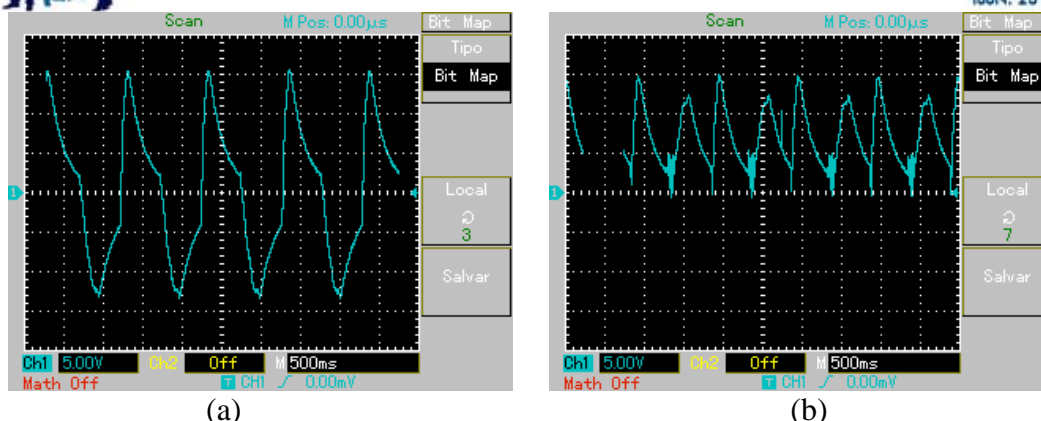 Scan M Pos: 0.00µs Bit Map
Tipo
Bit Map
1
Local
3
Salvar
Ch1 5.00V Ch2 Off M 500ms
Math Off T CH1 0.00mV
(a)
Scan M Pos: 0.00µs Bit Map
Tipo
Bit Map
1
Local
7
Salvar
Ch1 5.00V Ch2 Off M 500ms
Math Off T CH1 0.00mV
(b)